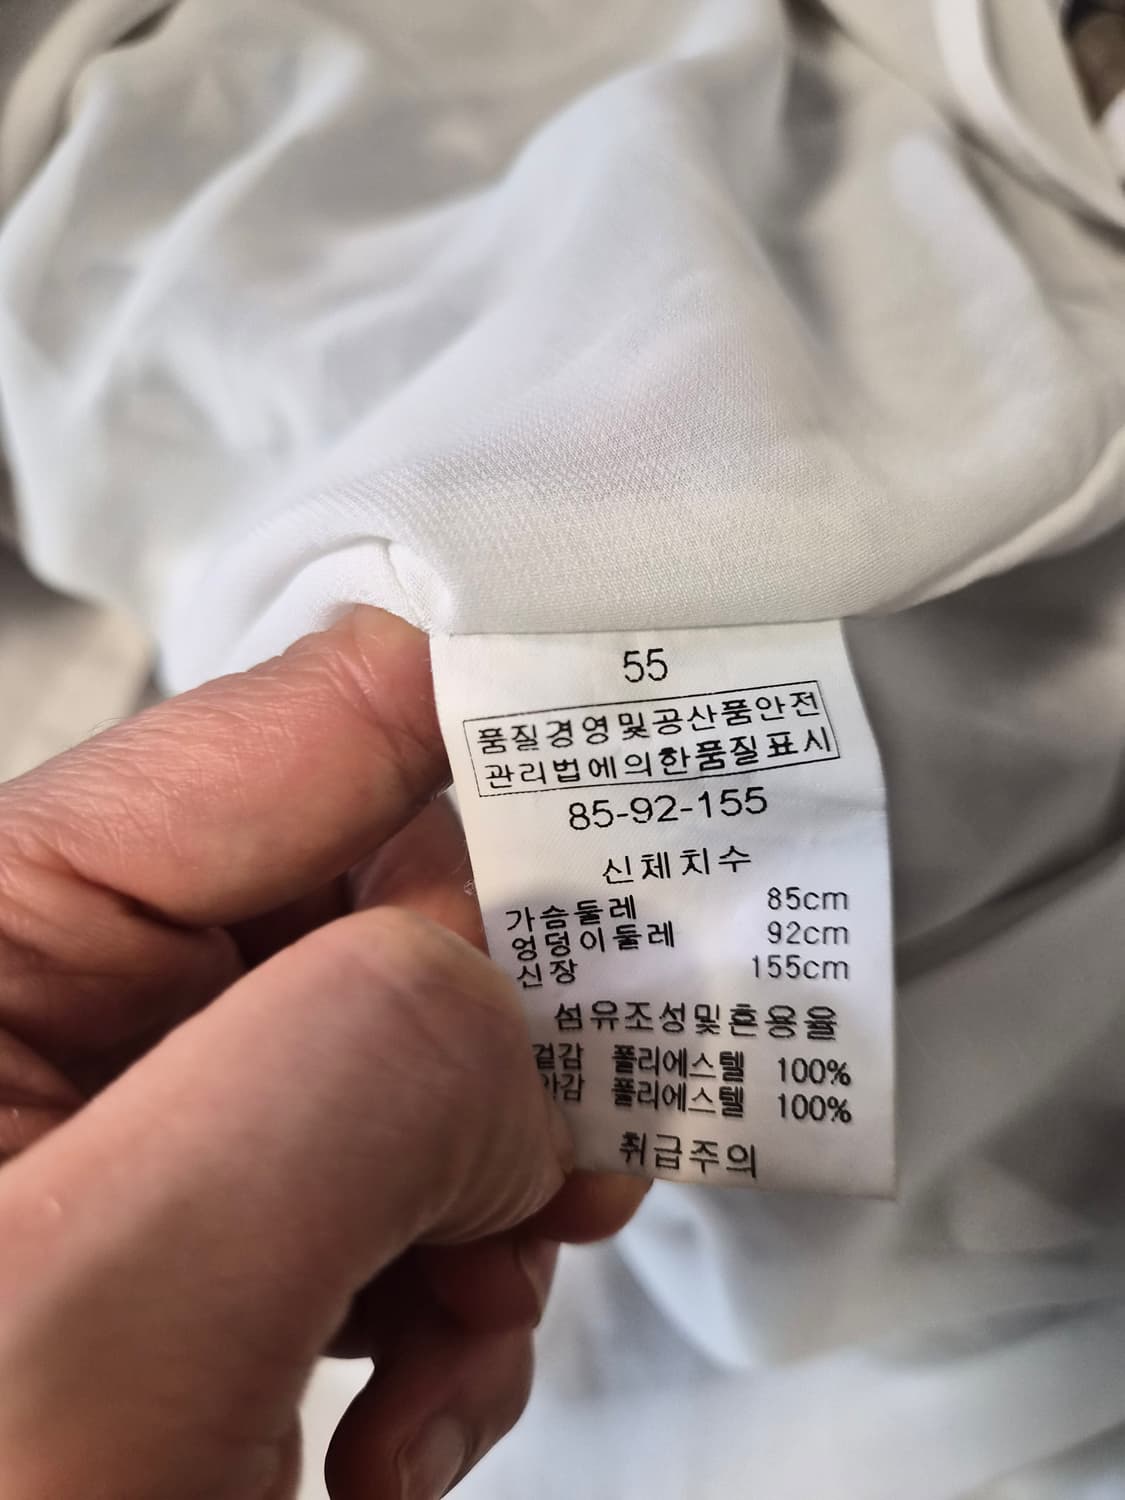 55
품질경영및공산품안전
관리법에의한품질표시
85-92-155
신체치수
가슴둘레 85cm
엉덩이둘레 92cm
신장 155cm
섬유조성및혼용율
겉감 폴리에스텔 100%
안감 폴리에스텔 100%
취급주의